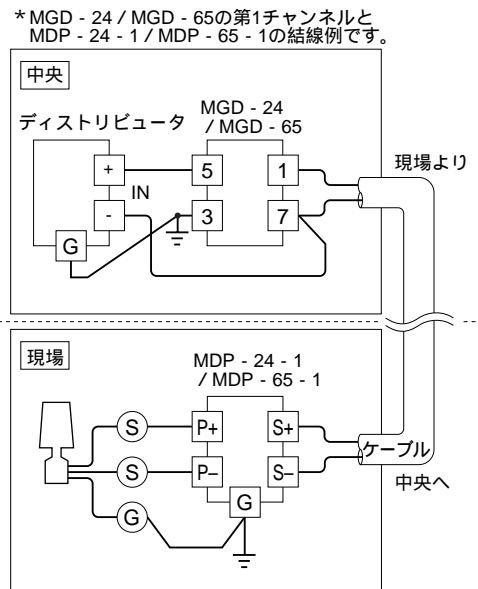 *MGD - 24 / MGD - 65の第1チャンネルと
MDP - 24 - 1 / MDP - 65 - 1の結線例です。
中央
ディストリビュータ
MGD - 24
/ MGD - 65
現場より
+
5
1
IN
-
3
7
G
現場
MDP - 24 - 1
/ MDP - 65 - 1
S
P+
S+
ケーブル
S
P−
S−
中央へ
G
G